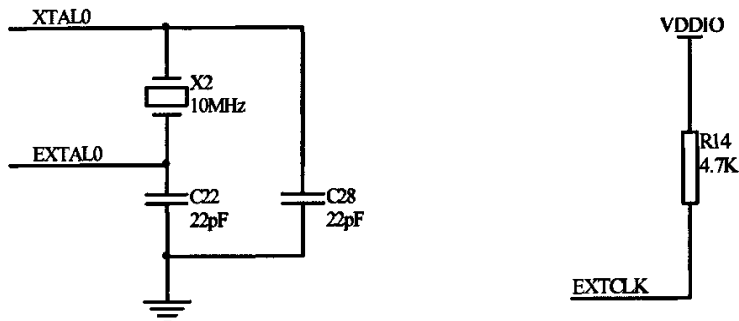 XTAL0
VDDIO
X2
10MHz
R14
4.7K
EXTAL0
C22
22pF
C28
22pF
EXTCLK